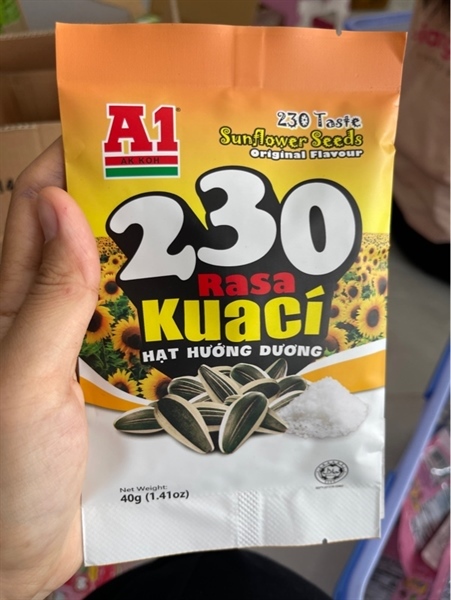 A1
AK-KOH
230 Taste
Sunflower Seeds
Original Flavour
230
Rasa
Kuací
HẠT HƯỚNG DƯƠNG
Net Weight:
40g (1.41oz)